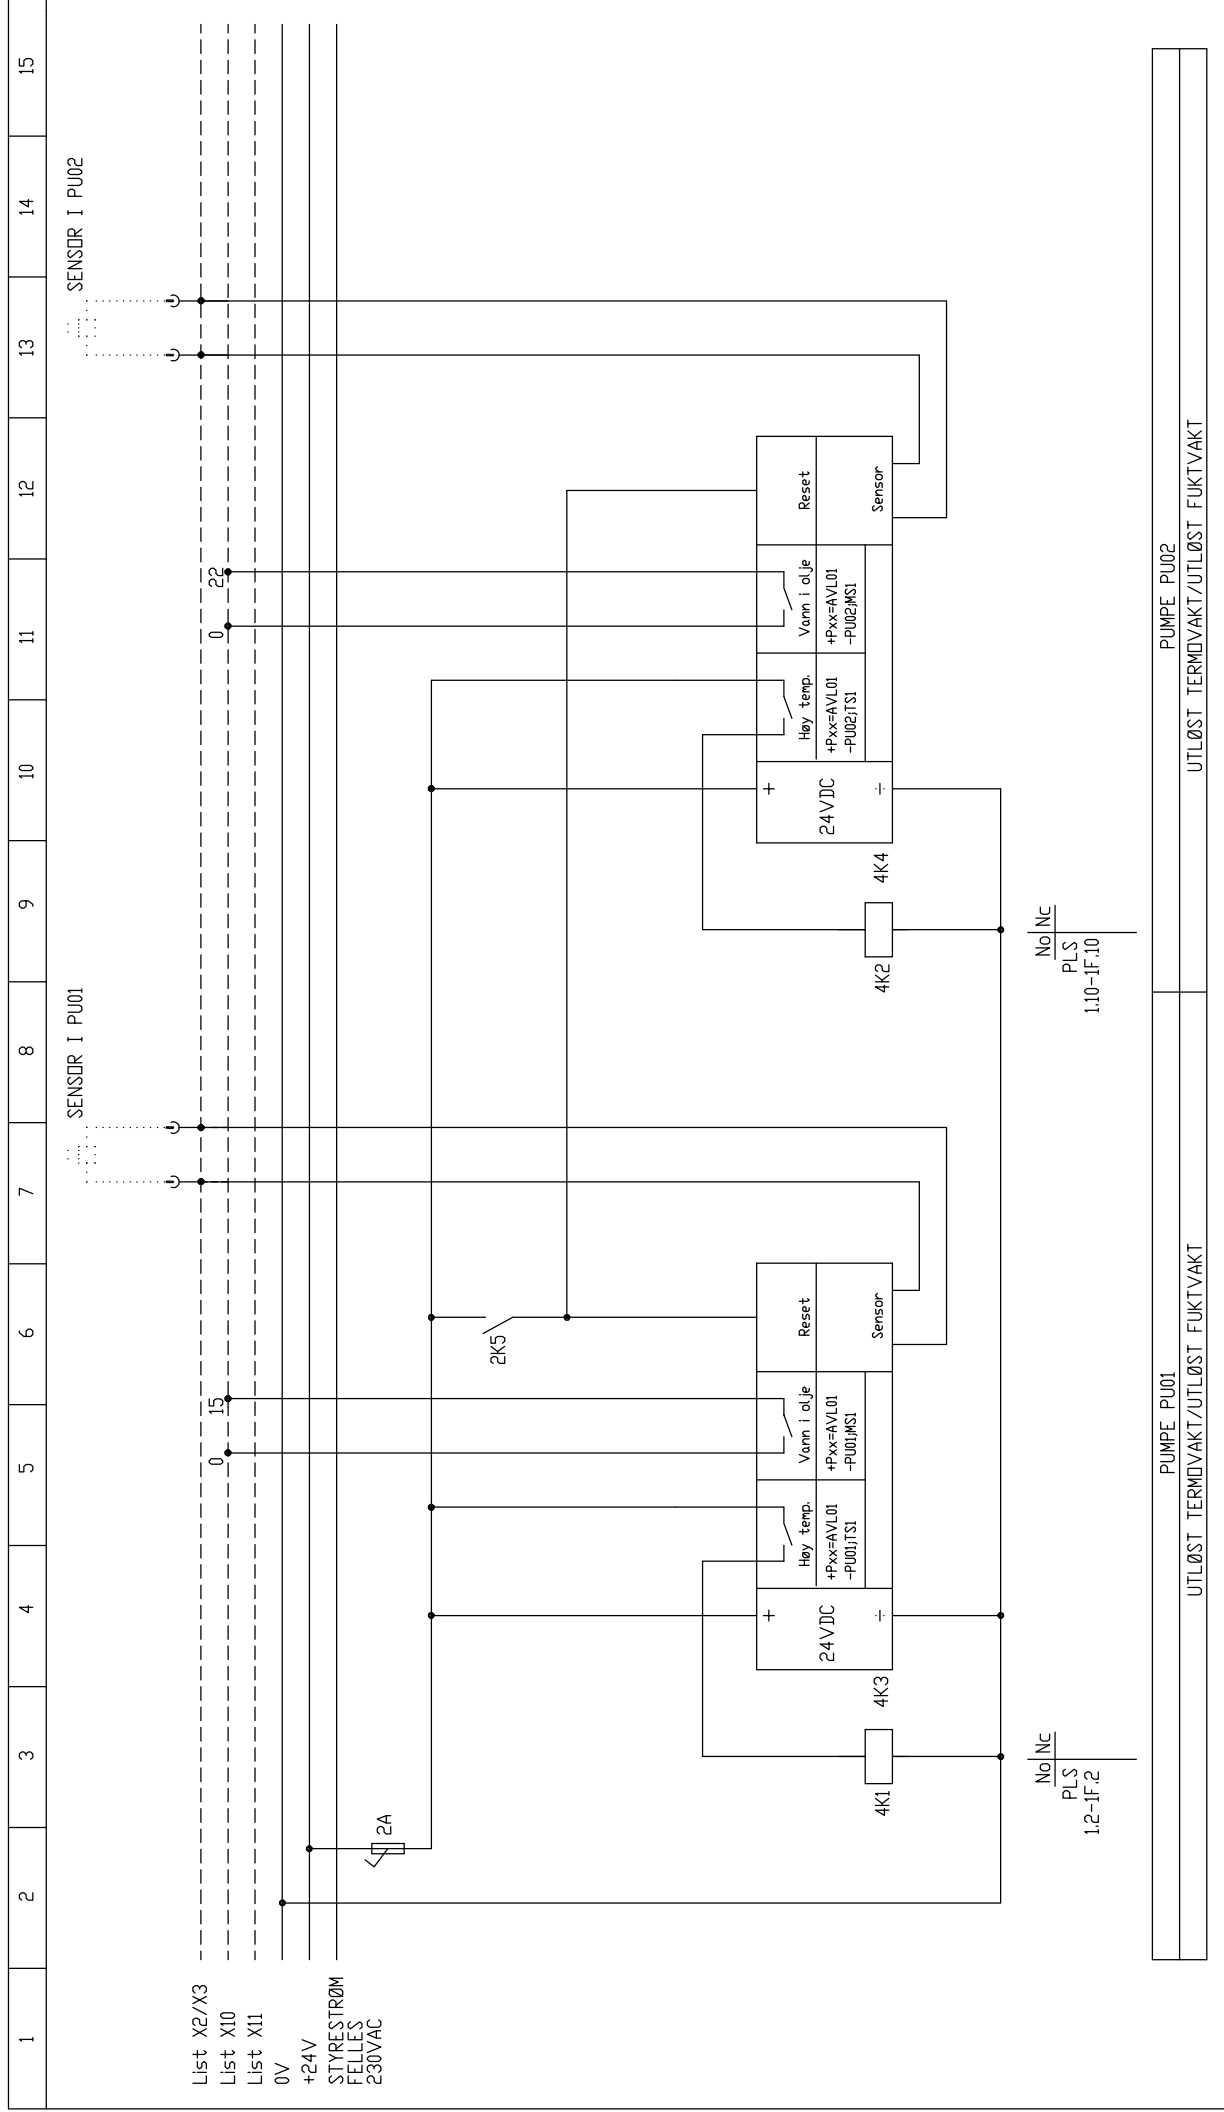 1 2 3 4 5 6 7 8 9 10 11 12 13 14 15
SENSOR I PU01
SENSOR I PU02
List X2/X3
List X10
List X11
0V
+24V
STYRESTRØM
FELLES
230VAC
0 15
0 22
2A
2K5
4K1
4K3
24VDC
+
-
Høy temp.
+Pxx=AVL01
-PU01;TS1
Vann i olje
+Pxx=AVL01
-PU01;MS1
Reset
Sensor
4K2
4K4
24VDC
+
-
Høy temp.
+Pxx=AVL01
-PU02;TS1
Vann i olje
+Pxx=AVL01
-PU02;MS1
Reset
Sensor
No Nc
PLS
1.2-1F.2
No Nc
PLS
1.10-1F.10
PUMPE PU01
UTLØST TERMOVAKT/UTLØST FUKTVAKT
PUMPE PU02
UTLØST TERMOVAKT/UTLØST FUKTVAKT